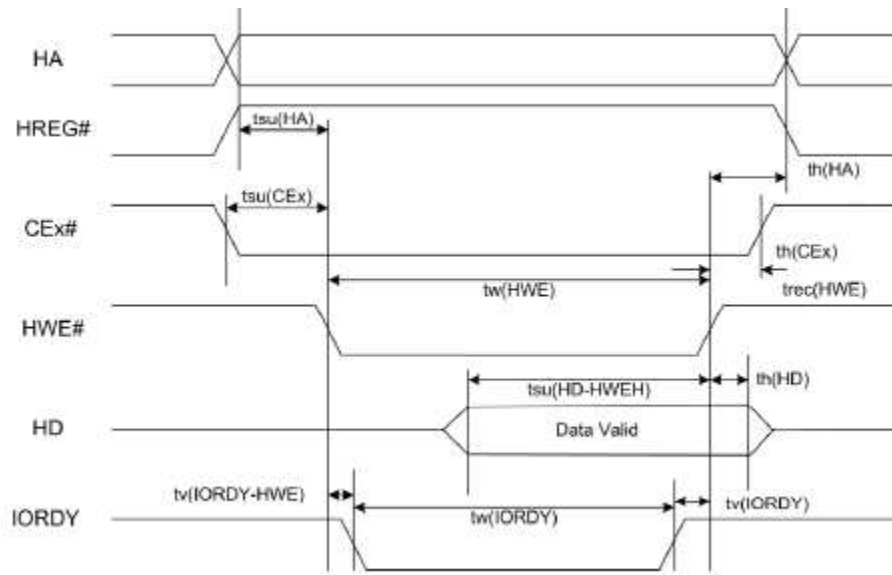 HA
HREG#
tsu(HA)
th(HA)
tsu(CEx)
CEx#
th(CEx)
tw(HWE)
trec(HWE)
HWE#
tsu(HD-HWEH)
th(HD)
HD
Data Valid
tv(IORDY-HWE)
tv(IORDY)
IORDY
tw(IORDY)